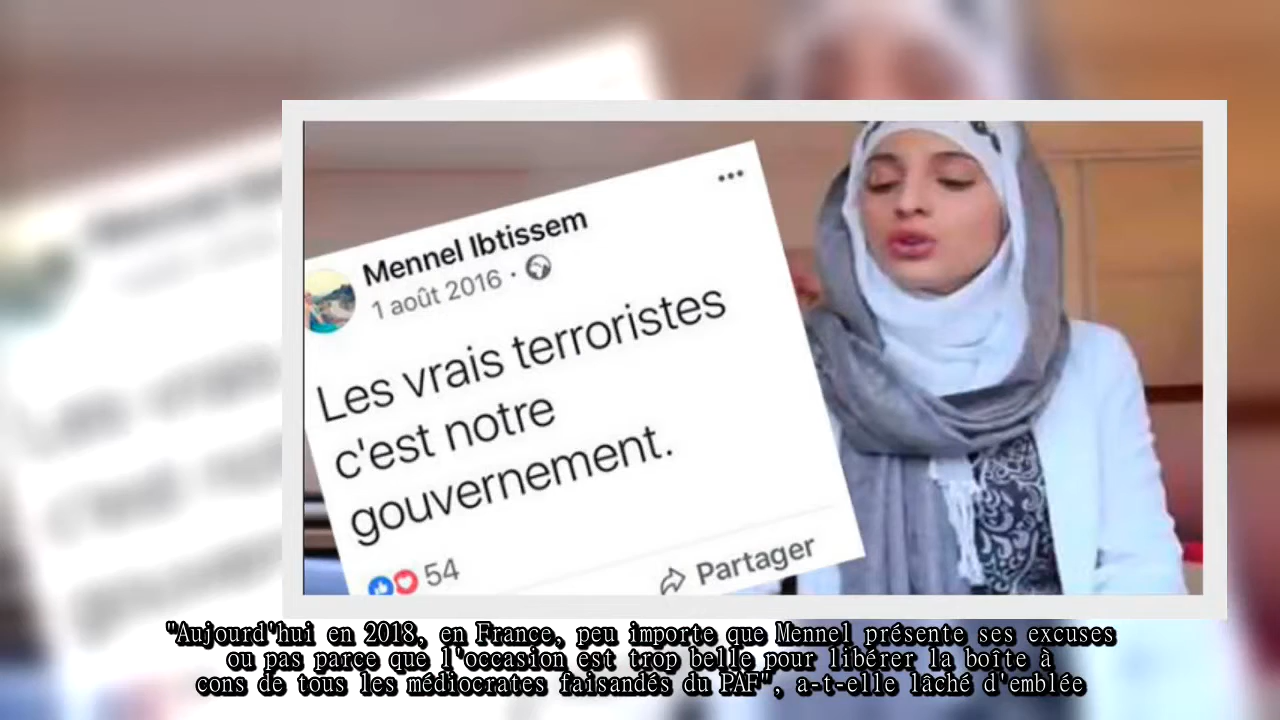 Mennel Ibtissem
1 août 2016 ·
Les vrais terroristes
c'est notre
gouvernement.
54
Partager
"Aujourd'hui en 2018, en France, peu importe que Mennel présente ses excuses
ou pas parce que l'occasion est trop belle pour libérer la boîte à
cons de tous les médiocrates faisandés du PAF", a-t-elle lâché d'emblée